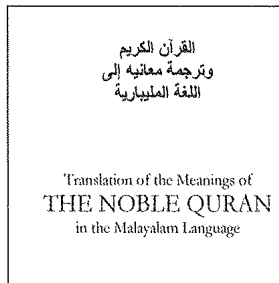 القرآن الكريم
وترجمة معانيه إلى
اللغة المليبارية
Translation of the Meanings of
THE NOBLE QURAN
in the Malayalam Language